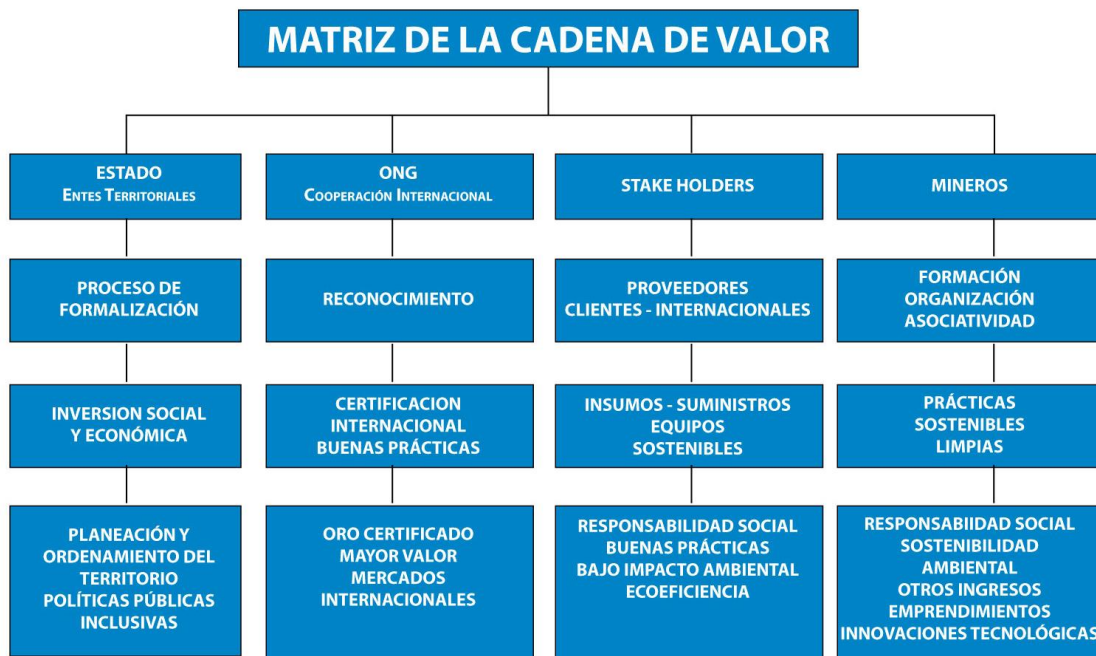 MATRIZ DE LA CADENA DE VALOR
ESTADO
ENTES TERRITORIALES
ONG
COOPERACIÓN INTERNACIONAL
STAKE HOLDERS
MINEROS
PROCESO DE
FORMALIZACIÓN
RECONOCIMIENTO
PROVEEDORES
CLIENTES - INTERNACIONALES
FORMACIÓN
ORGANIZACIÓN
ASOCIATIVIDAD
INVERSION SOCIAL
Y ECONÓMICA
CERTIFICACION
INTERNACIONAL
BUENAS PRÁCTICAS
INSUMOS - SUMINISTROS
EQUIPOS
SOSTENIBLES
PRÁCTICAS
SOSTENIBLES
LIMPIAS
PLANEACIÓN Y
ORDENAMIENTO DEL
TERRITORIO
POLÍTICAS PÚBLICAS
INCLUSIVAS
ORO CERTIFICADO
MAYOR VALOR
MERCADOS
INTERNACIONALES
RESPONSABILIDAD SOCIAL
BUENAS PRÁCTICAS
BAJO IMPACTO AMBIENTAL
ECOEFICIENCIA
RESPONSABIIDAD SOCIAL
SOSTENIBILIDAD
AMBIENTAL
OTROS INGRESOS
EMPRENDIMIENTOS
INNOVACIONES TECNOLÓGICAS